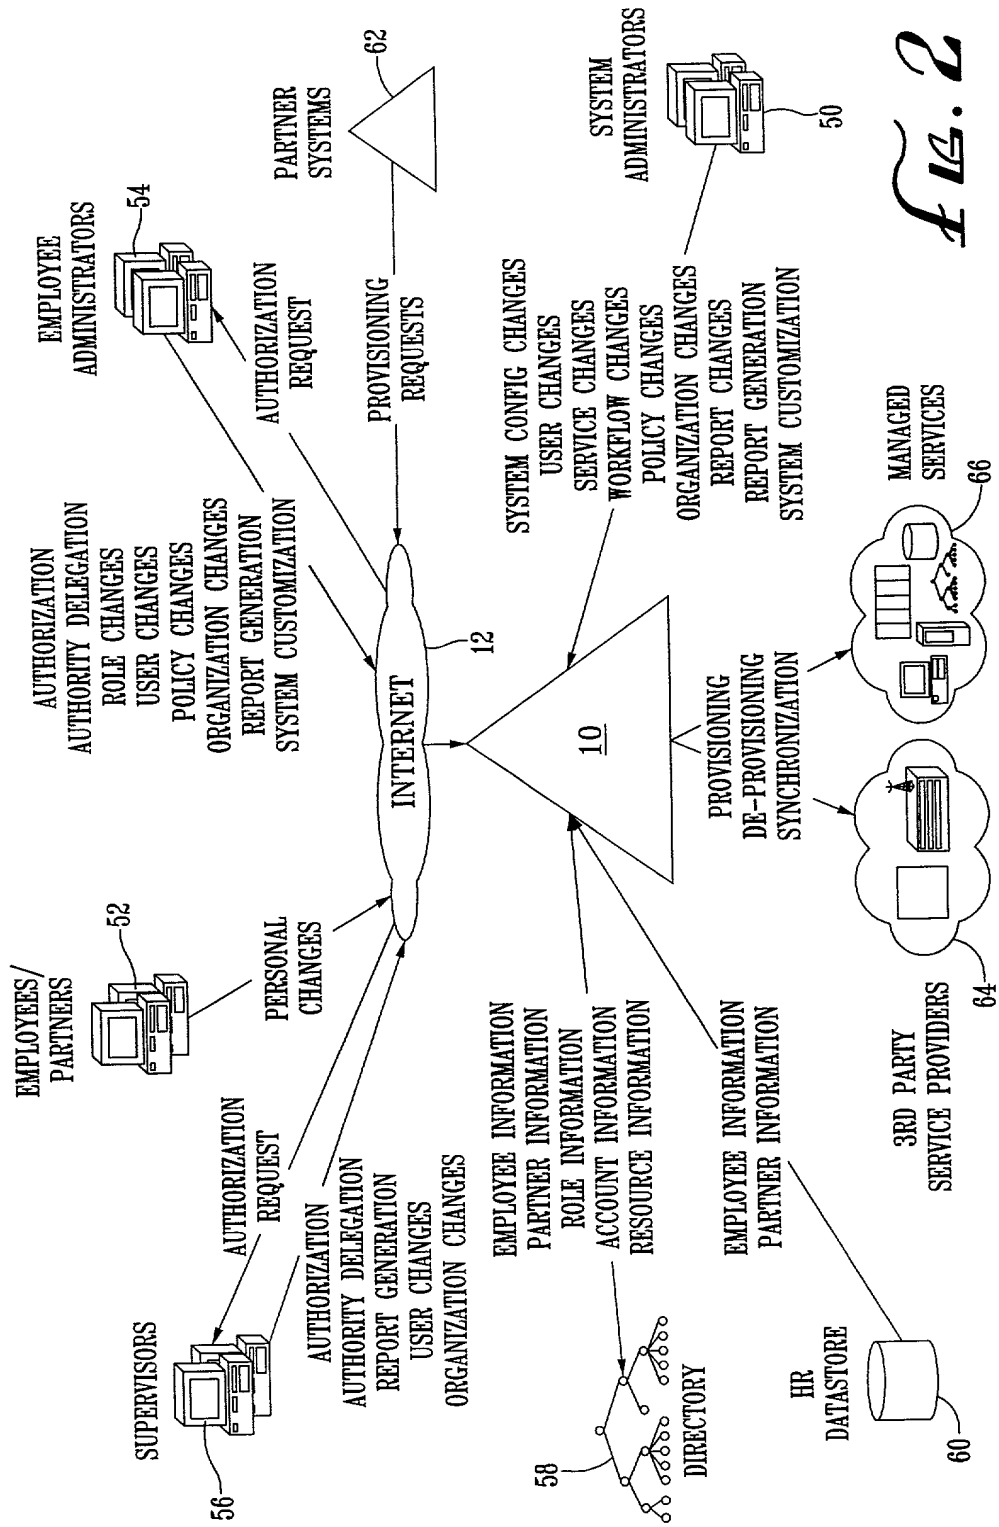 SUPERVISORS
56
AUTHORIZATION
REQUEST
AUTHORIZATION
AUTHORITY DELEGATION
REPORT GENERATION
USER CHANGES
ORGANIZATION CHANGES
EMPLOYEES/
PARTNERS
52
PERSONAL
CHANGES
AUTHORIZATION
AUTHORITY DELEGATION
ROLE CHANGES
USER CHANGES
POLICY CHANGES
ORGANIZATION CHANGES
REPORT GENERATION
SYSTEM CUSTOMIZATION
EMPLOYEE
ADMINISTRATORS
54
AUTHORIZATION
REQUEST
PARTNER
SYSTEMS
62
PROVISIONING
REQUESTS
INTERNET
12
58
DIRECTORY
EMPLOYEE INFORMATION
PARTNER INFORMATION
ROLE INFORMATION
ACCOUNT INFORMATION
RESOURCE INFORMATION
10
SYSTEM CONFIG CHANGES
USER CHANGES
SERVICE CHANGES
WORKFLOW CHANGES
POLICY CHANGES
ORGANIZATION CHANGES
REPORT CHANGES
REPORT GENERATION
SYSTEM CUSTOMIZATION
SYSTEM
ADMINISTRATORS
50
HR
DATASTORE
60
EMPLOYEE INFORMATION
PARTNER INFORMATION
PROVISIONING
DE-PROVISIONING
SYNCHRONIZATION
3RD PARTY
SERVICE PROVIDERS
64
MANAGED
SERVICES
66
FIG. 2